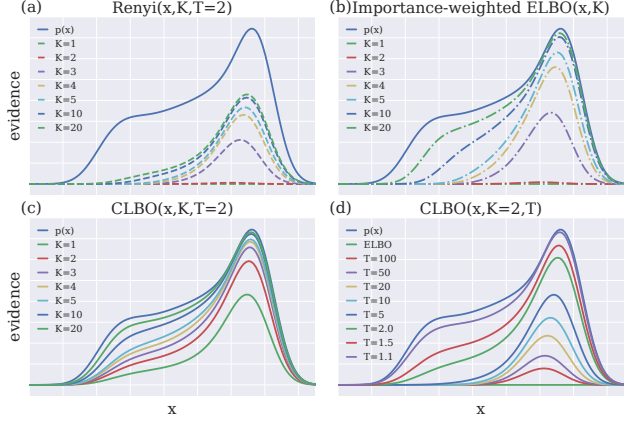 (a) Renyi(x,K,T=2)
p(x)
K=1
K=2
K=3
K=4
K=5
K=10
K=20
evidence
(b) Importance-weighted ELBO(x,K)
p(x)
K=1
K=2
K=3
K=4
K=5
K=10
K=20
(c) CLBO(x,K,T=2)
p(x)
K=1
K=2
K=3
K=4
K=5
K=10
K=20
evidence
x
(d) CLBO(x,K=2,T)
p(x)
ELBO
T=100
T=50
T=20
T=10
T=5
T=2.0
T=1.5
T=1.1
x